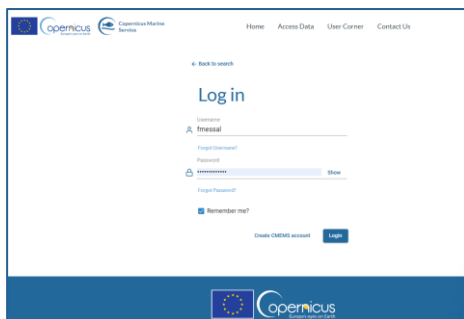 Copernicus
Europe's eyes on Earth
Copernicus Marine
Service
Home Access Data User Corner Contact Us
← Back to search
Log in
Username
fmessal
Forgot Username?
Password
•••••••••••••
Show
Forgot Password?
Remember me?
Create CMEMS account
Login
Copernicus
Europe's eyes on Earth